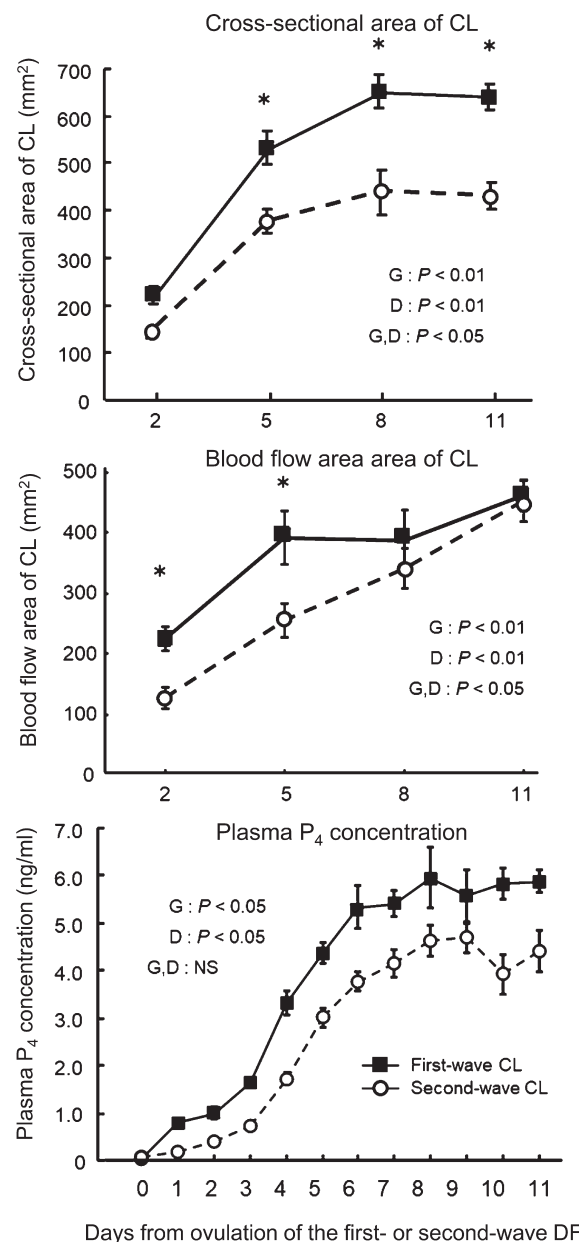 Cross-sectional area of CL
Cross-sectional area of CL (mm²)
700
600
500
400
300
200
100
0
*
*
*
G : P < 0.01
D : P < 0.01
G,D : P < 0.05
2 5 8 11
Blood flow area area of CL
Blood flow area of CL (mm²)
500
400
300
200
100
0
*
*
G : P < 0.01
D : P < 0.01
G,D : P < 0.05
2 5 8 11
Plasma P₄ concentration
Plasma P₄ concentration (ng/ml)
7.0
6.0
5.0
4.0
3.0
2.0
1.0
0
G : P < 0.05
D : P < 0.05
G,D : NS
First-wave CL
Second-wave CL
0 1 2 3 4 5 6 7 8 9 10 11
Days from ovulation of the first- or second-wave DF